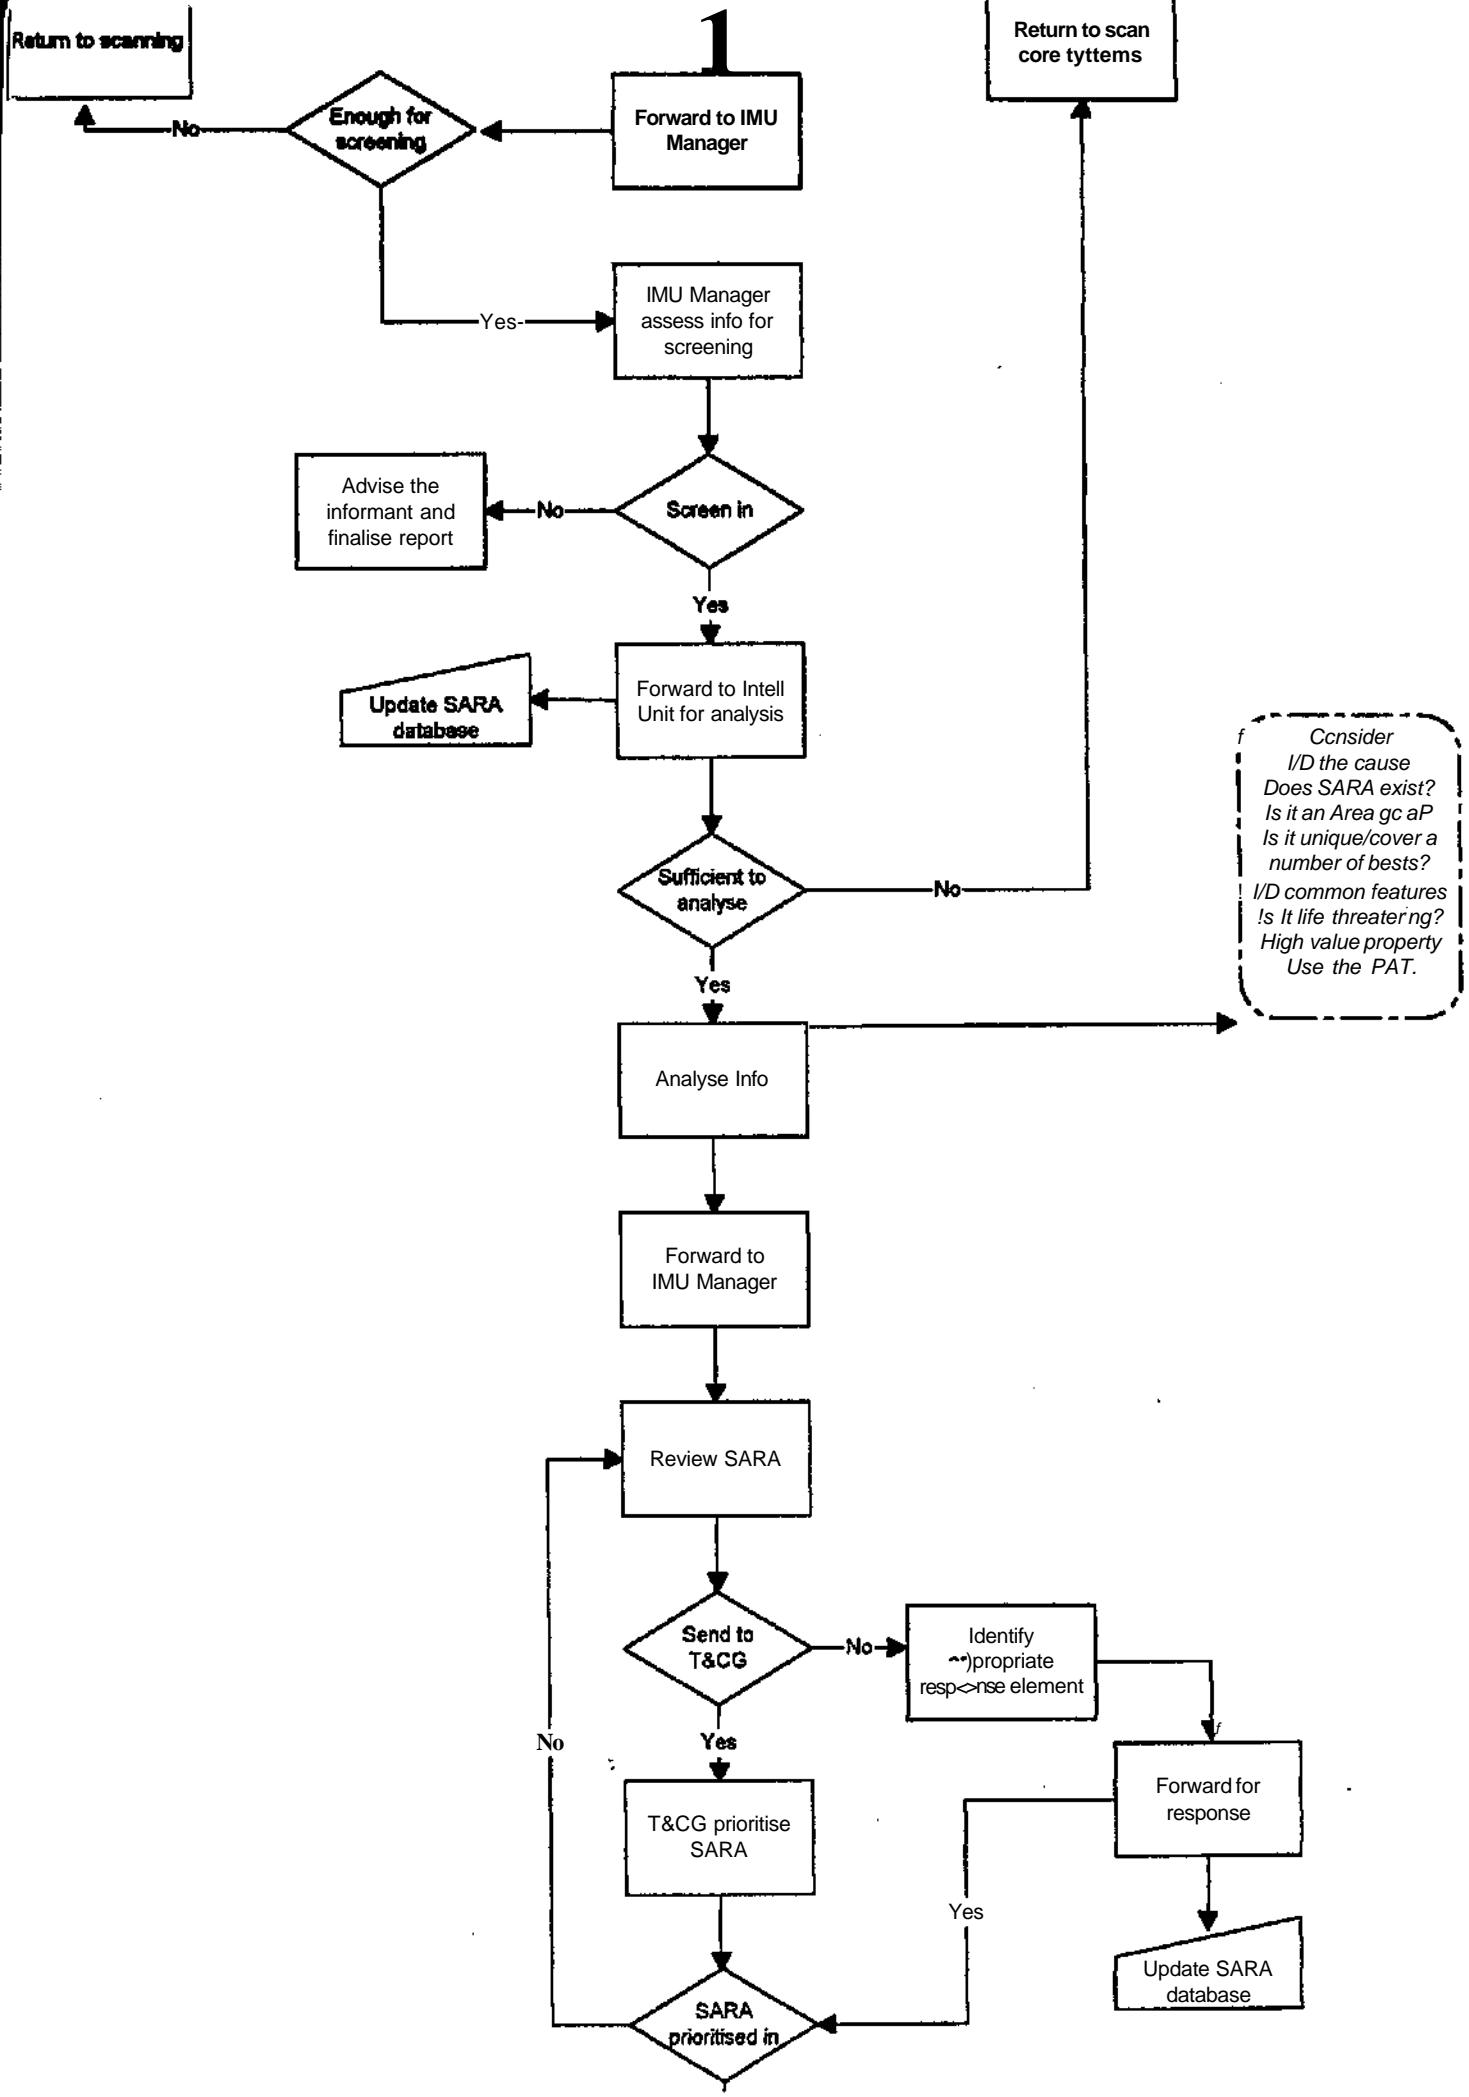 1
Return to scanning
Return to scan
core tyttems
Enough for
screening
No
Forward to IMU
Manager
Yes-
IMU Manager
assess info for
screening
Advise the
informant and
finalise report
No
Screen in
Yes
Update SARA
database
Forward to Intell
Unit for analysis
f
Ccnsider
I/D the cause
Does SARA exist?
Is it an Area gc aP
Is it unique/cover a
number of bests?
I/D common features
!s It life threater'ng?
High value property
Use the PAT.
Sufficient to
analyse
No
Yes
Analyse Info
Forward to
IMU Manager
Review SARA
Send to
T&CG
No
Identify
^*)propriate
resp<>nse element
No
Yes
f
Forward for
response
T&CG prioritise
SARA
Yes
Update SARA
database
SARA
prioritised in